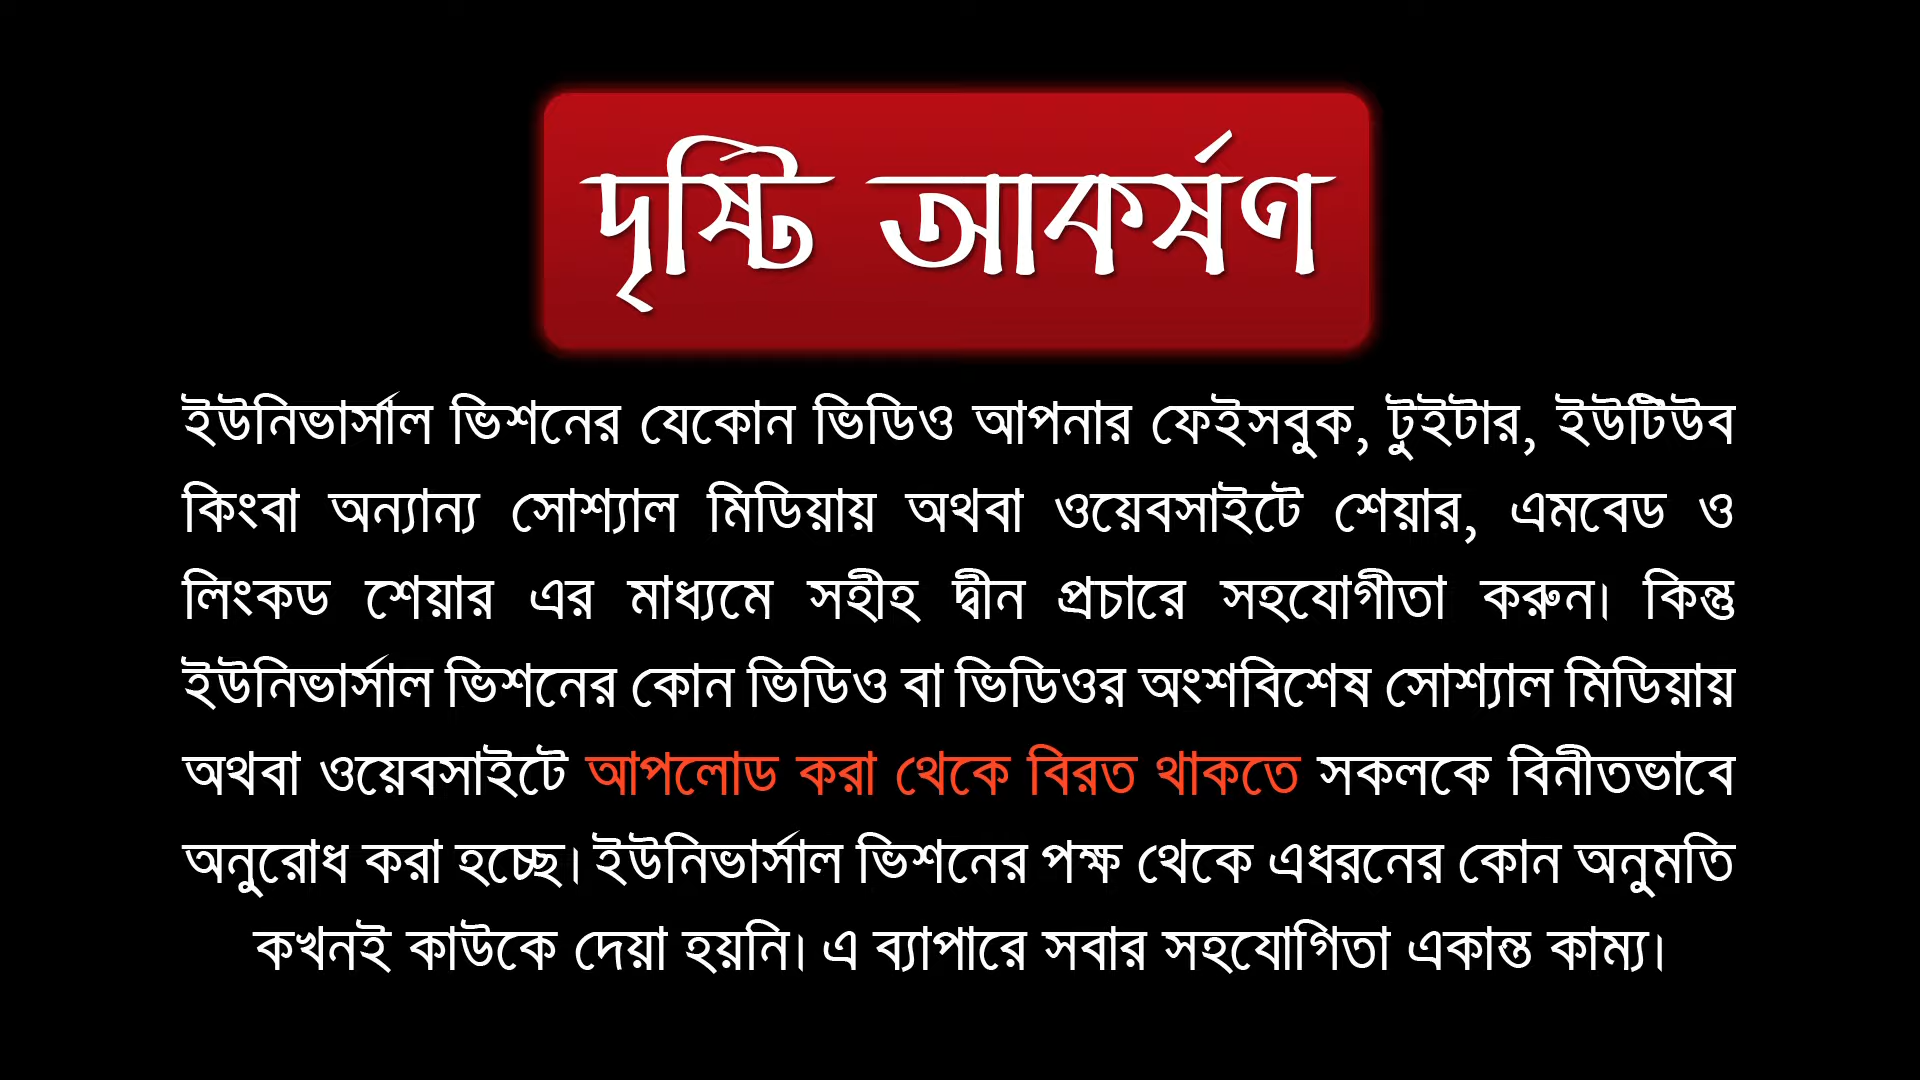 দৃষ্টি আকর্ষণ
ইউনিভার্সাল ভিশনের যেকোন ভিডিও আপনার ফেইসবুক, টুইটার, ইউটিউব
কিংবা অন্যান্য সোশ্যাল মিডিয়ায় অথবা ওয়েবসাইটে শেয়ার, এমবেড ও
লিংকড শেয়ার এর মাধ্যমে সহীহ দ্বীন প্রচারে সহযোগীতা করুন। কিন্তু
ইউনিভার্সাল ভিশনের কোন ভিডিও বা ভিডিওর অংশবিশেষ সোশ্যাল মিডিয়ায়
অথবা ওয়েবসাইটে আপলোড করা থেকে বিরত থাকতে সকলকে বিনীতভাবে
অনুরোধ করা হচ্ছে। ইউনিভার্সাল ভিশনের পক্ষ থেকে এধরনের কোন অনুমতি
কখনই কাউকে দেয়া হয়নি। এ ব্যাপারে সবার সহযোগিতা একান্ত কাম্য।